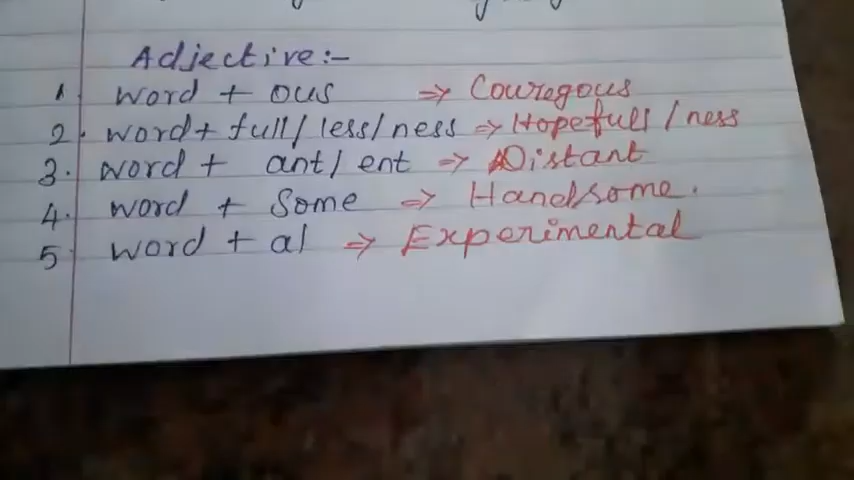 Adjective:-
1. word + ous => Couregous
2. word + full/less/ness => Hopefull/ness
3. word + ant/ent => Distant
4. word + Some => Handsome.
5 word + al => Experimental